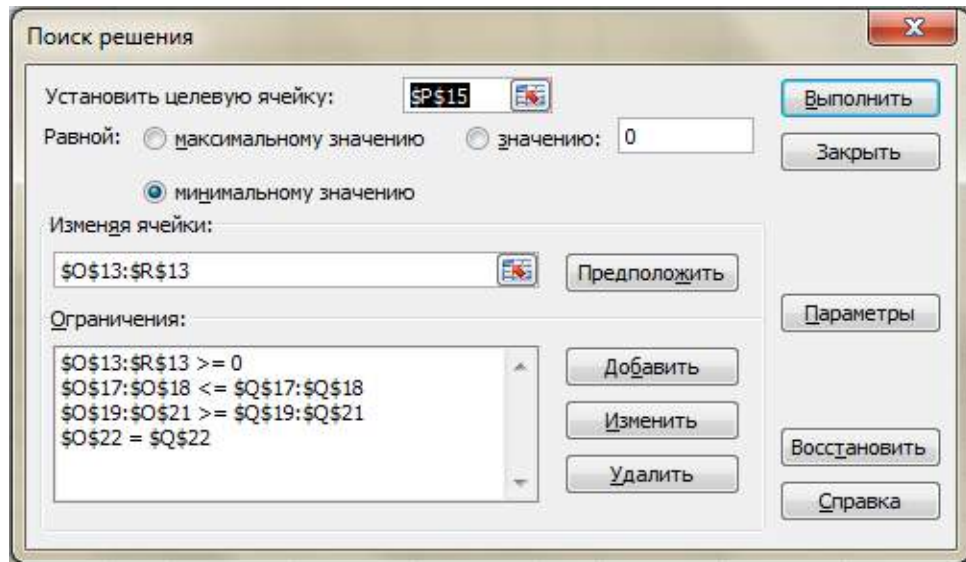 Поиск решения
Установить целевую ячейку: $P$15 Выполнить
Равной: максимальному значению значению: 0 Закрыть
минимальному значению
Изменяя ячейки:
$O$13:$R$13 Предположить
Ограничения: Параметры
$O$13:$R$13 >= 0 Добавить
$O$17:$O$18 <= $Q$17:$Q$18
$O$19:$O$21 >= $Q$19:$Q$21 Изменить
$O$22 = $Q$22 Восстановить
Удалить
Справка